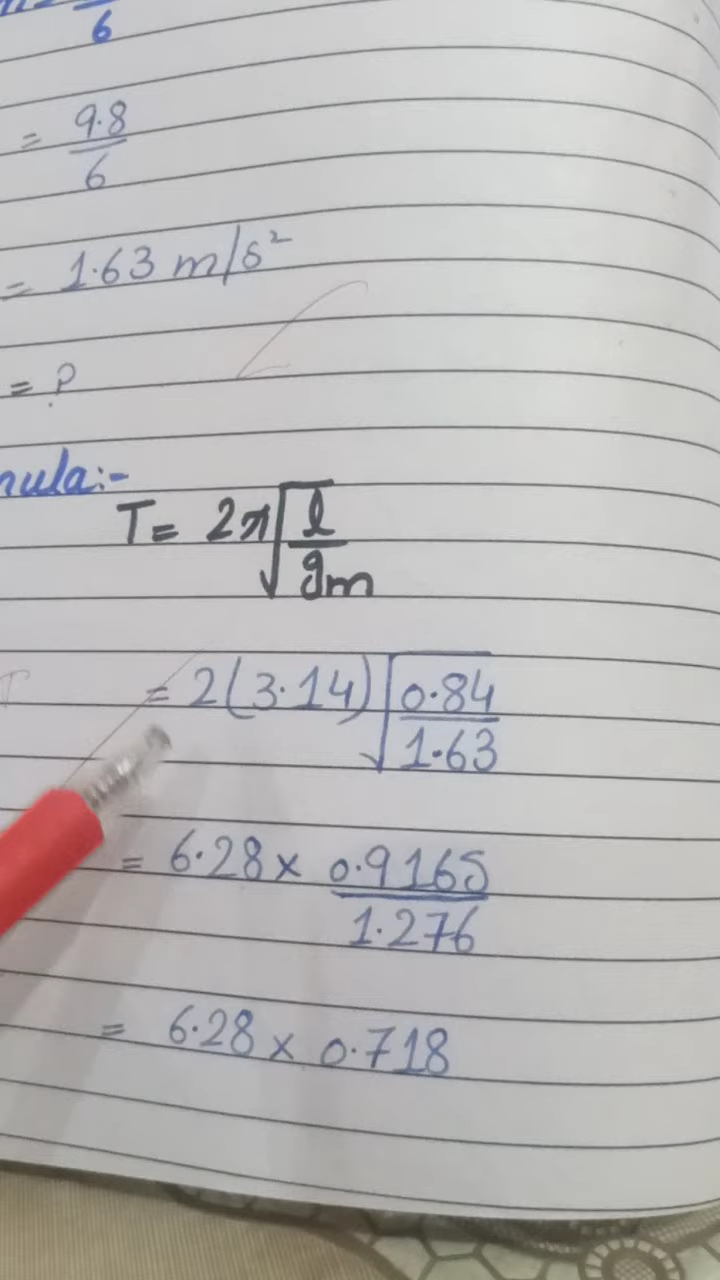 6
= 9.8/6
= 1.63 m/s²
= ?
mula:-
T = 2π√(l/gm)
= 2(3.14)√(0.84/1.63)
= 6.28 × 0.9165/1.276
= 6.28 × 0.718